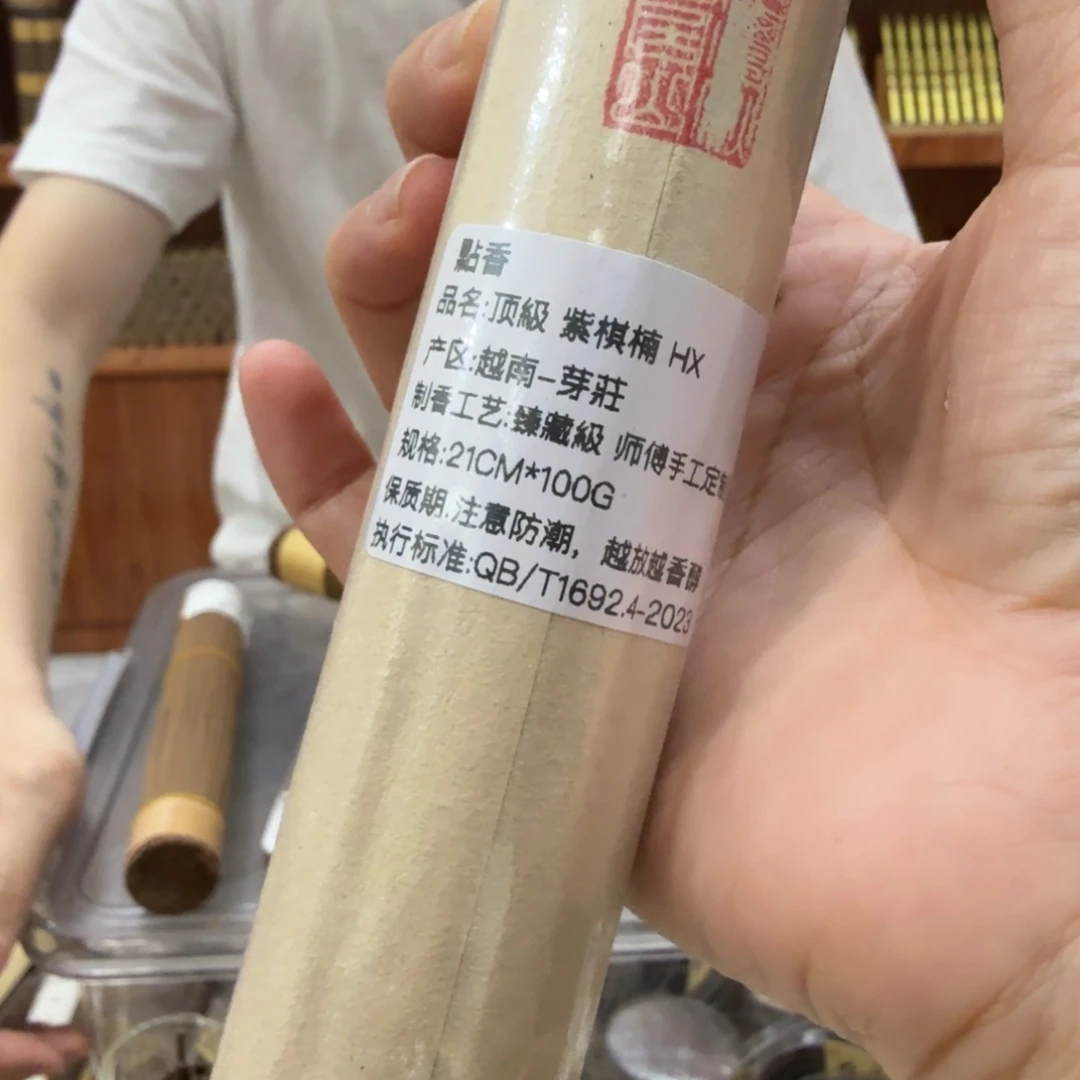 點香
品名:顶級 紫棋楠 HX
产区:越南-芽莊
制香工艺:臻藏級 师傅手工定制
规格:21CM*100G
保质期:注意防潮, 越放越香醇
执行标准:QB/T1692.4-2023